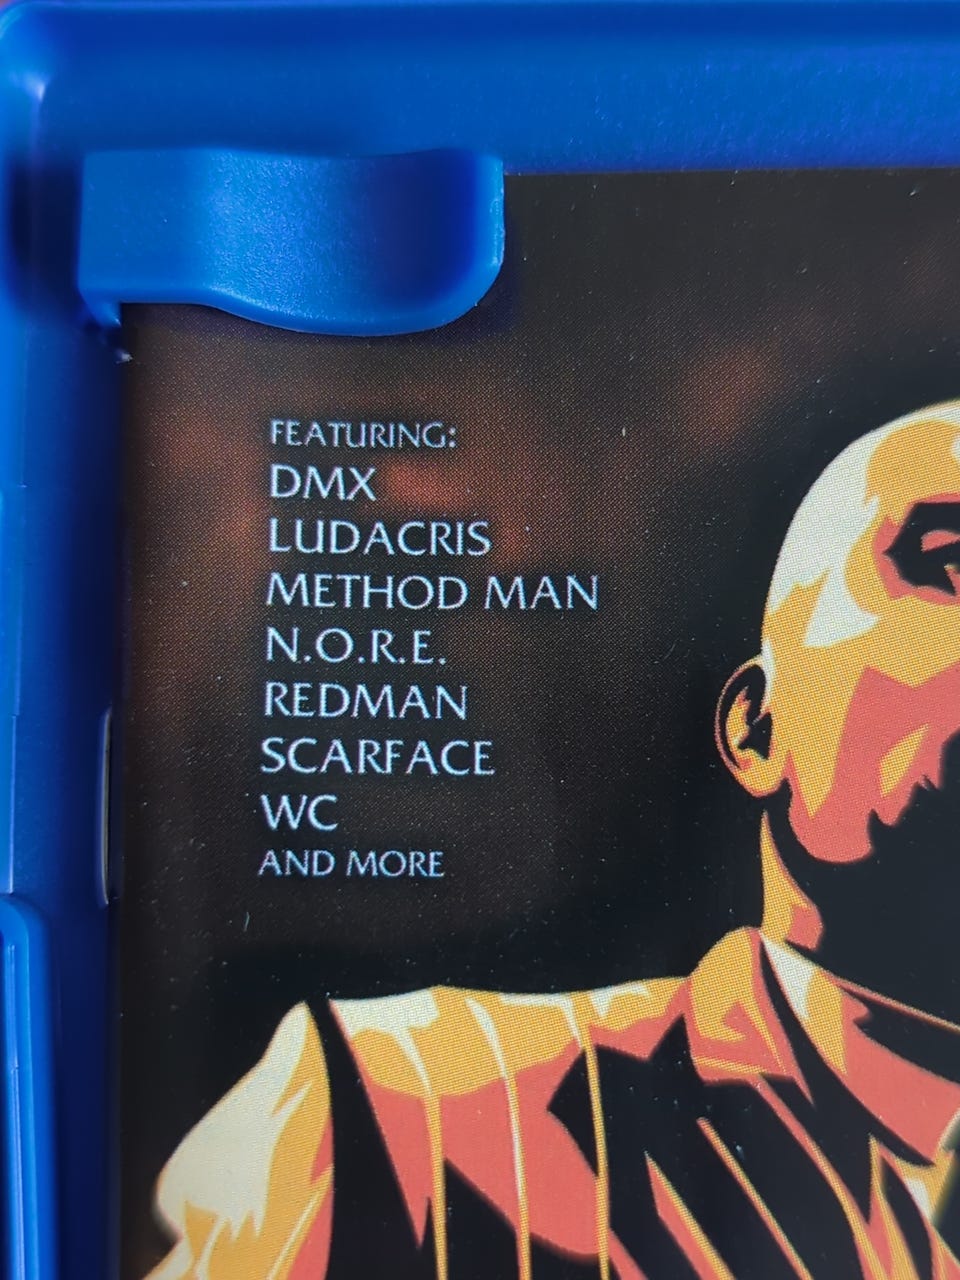 FEATURING:
DMX
LUDACRIS
METHOD MAN
N.O.R.E.
REDMAN
SCARFACE
WC
AND MORE